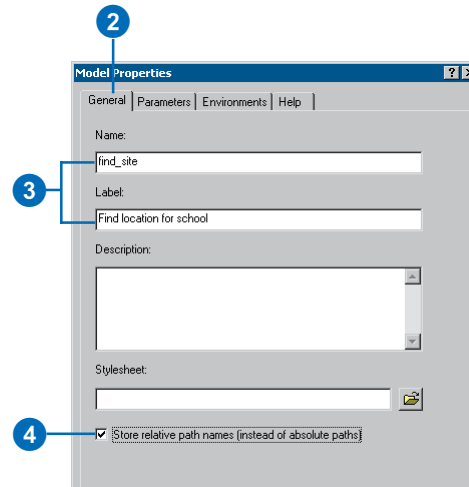 2
Model Properties
General Parameters Environments Help
Name:
find_site
3
Label:
Find location for school
Description:
Stylesheet:
4
Store relative path names (instead of absolute paths)